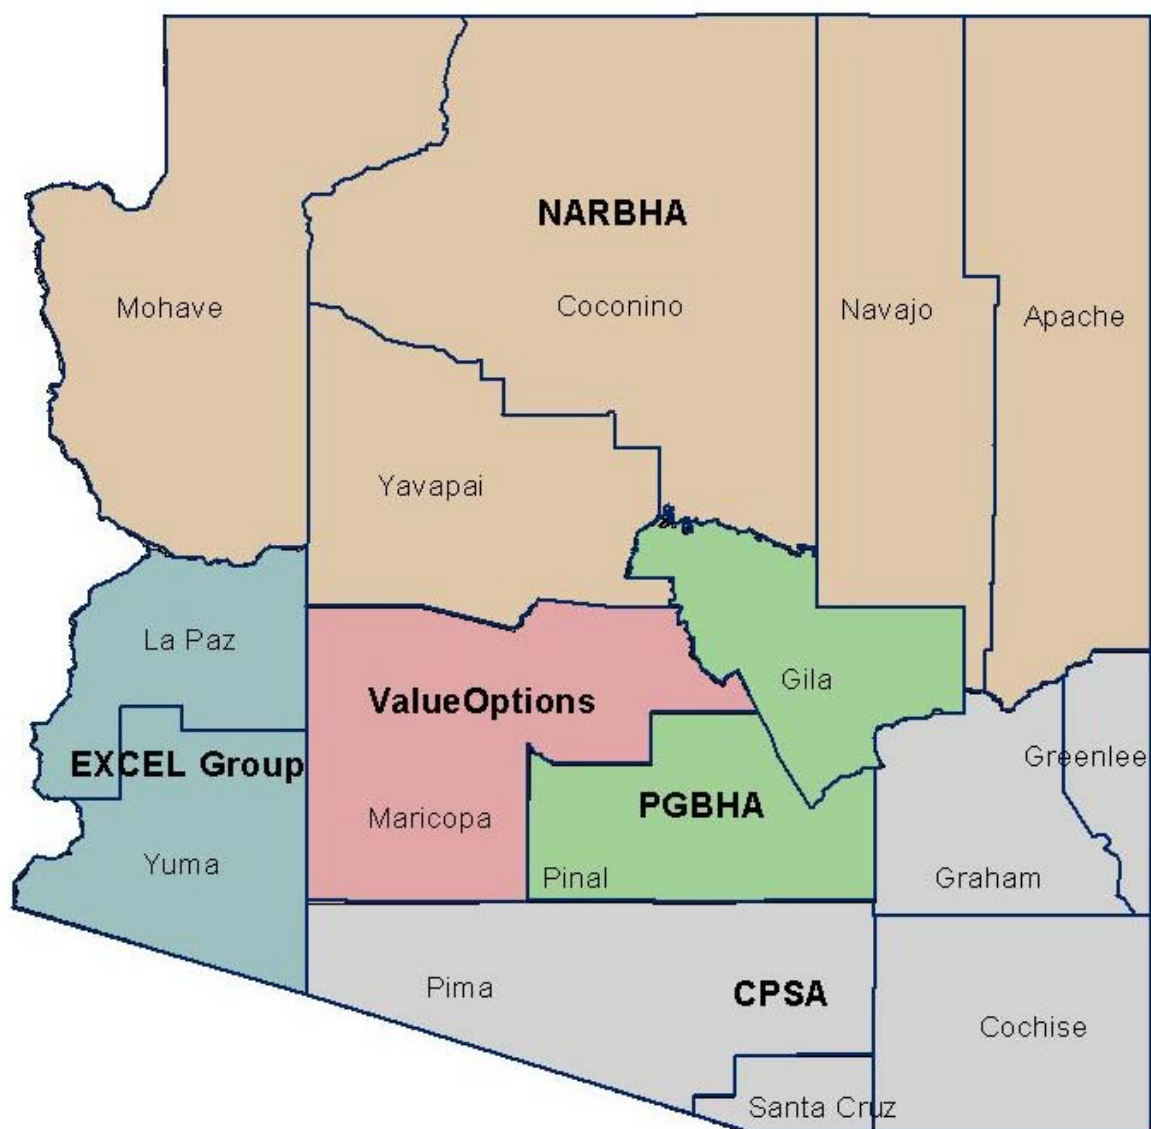 NARBHA
Mohave
Coconino
Navajo
Apache
Yavapai
La Paz
Gila
ValueOptions
EXCEL Group
Greenlee
PGBHA
Maricopa
Yuma
Pinal
Graham
Pima
CPSA
Cochise
Santa Cruz